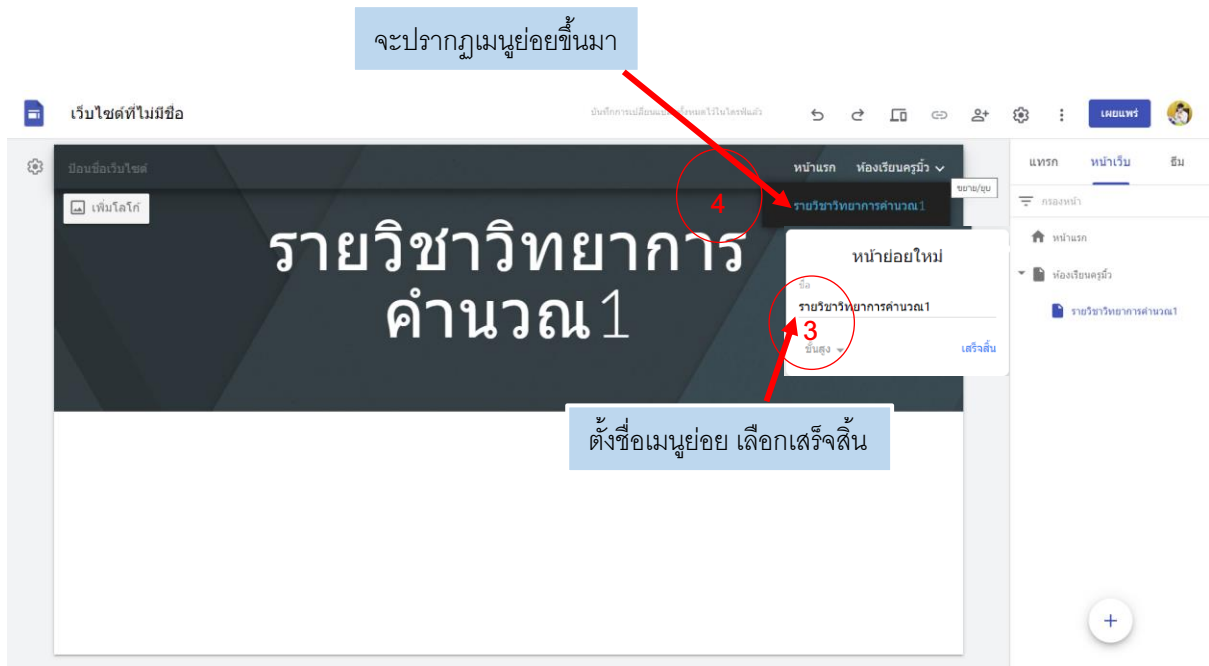 จะปรากฏเมนูย่อยขึ้นมา
เว็บไซต์ที่ไม่มีชื่อ
เผยแพร่
แทรก หน้าเว็บ ธีม
ป้อนชื่อเว็บไซต์
หน้าแรก ห้องเรียนครูมิ้ว
ขยาย/ยุบ
เพิ่มโลโก้
4
รายวิชาวิทยาการคำนวณ1
กรองหน้า
หน้าแรก
ห้องเรียนครูมิ้ว
รายวิชาวิทยาการคำนวณ1
รายวิชาวิทยาการ
คำนวณ1
หน้าย่อยใหม่
ชื่อ
รายวิชาวิทยาการคำนวณ1
3
ขั้นสูง
เสร็จสิ้น
ตั้งชื่อเมนูย่อย เลือกเสร็จสิ้น